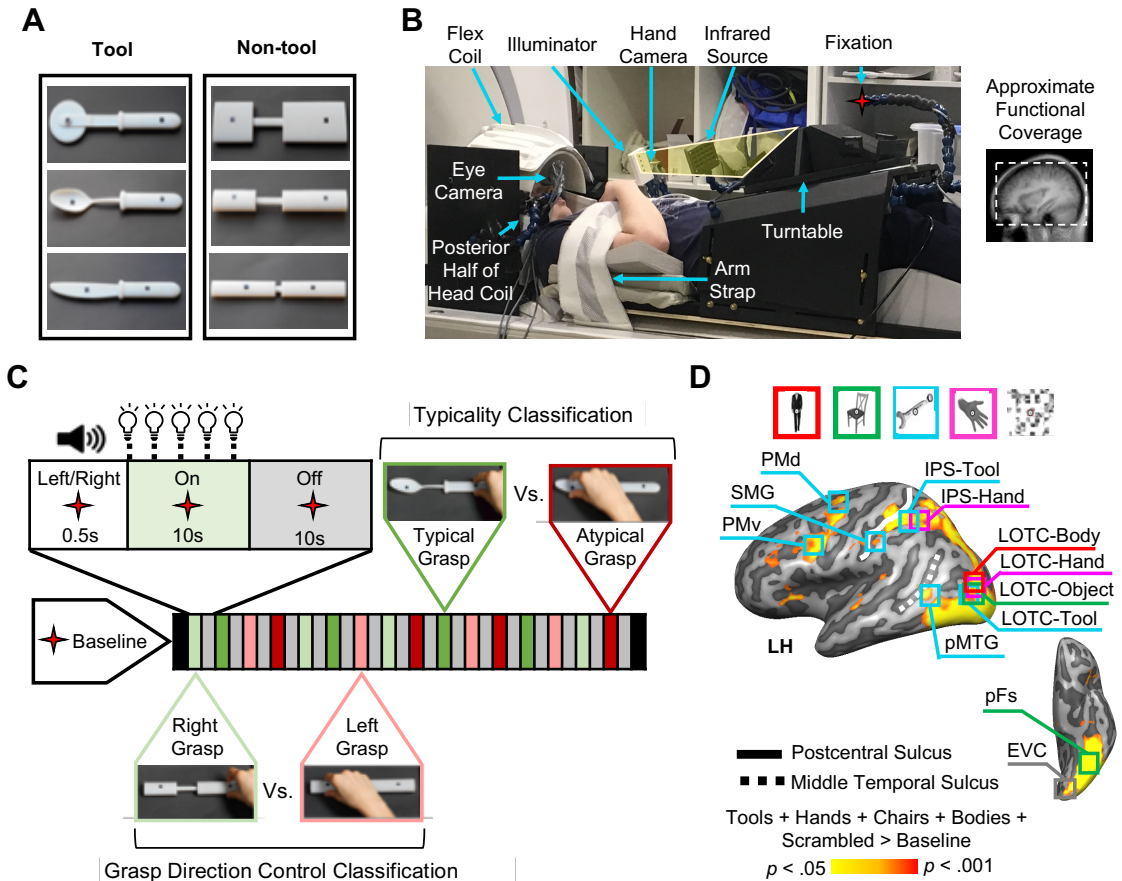 A
Tool
Non-tool
B
Flex
Coil
Illuminator
Hand
Camera
Infrared
Source
Fixation
Eye
Camera
Posterior
Half of
Head Coil
Turntable
Arm
Strap
Approximate
Functional
Coverage
C
Left/Right
0.5s
On
10s
Off
10s
Typicality Classification
Vs.
Typical
Grasp
Atypical
Grasp
Baseline
Right
Grasp
Left
Grasp
Vs.
Grasp Direction Control Classification
D
PMd
SMG
PMv
IPS-Tool
IPS-Hand
LOTC-Body
LOTC-Hand
LOTC-Object
LOTC-Tool
LH
pMTG
pFs
EVC
Postcentral Sulcus
Middle Temporal Sulcus
Tools + Hands + Chairs + Bodies +
Scrambled > Baseline
p < .05
p < .001